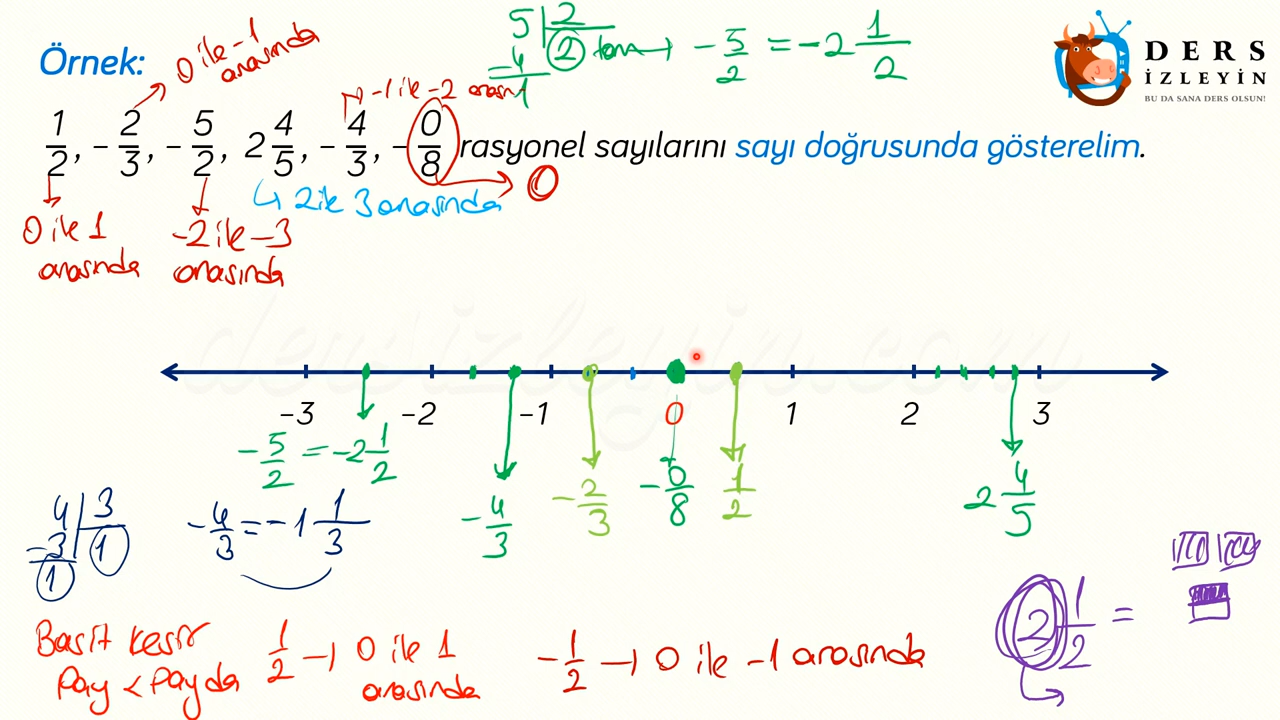 Örnek:
0 ile -1 arasında
5 2
-4 2 tam → -5/2 = -2 1/2
1
-1 ile -2 arasın
1/2, -2/3, -5/2, 2 4/5, -4/3, -0/8 rasyonel sayılarını sayı doğrusunda gösterelim.
0
2 ile 3 arasında
0 ile 1 arasında
-2 ile -3 arasında
DERS
İZLEYİN
BU DA SANA DERS OLSUN!
dersizleyin.com
-3 -2 -1 0 1 2 3
-5/2 = -2 1/2
-4/3
-2/3
-0/8
1/2
2 4/5
4 3
-3 1
1
-4/3 = -1 1/3
Basit kesir
Pay < Payda
1/2 → 0 ile 1 arasında
-1/2 → 0 ile -1 arasında
2 1/2 =